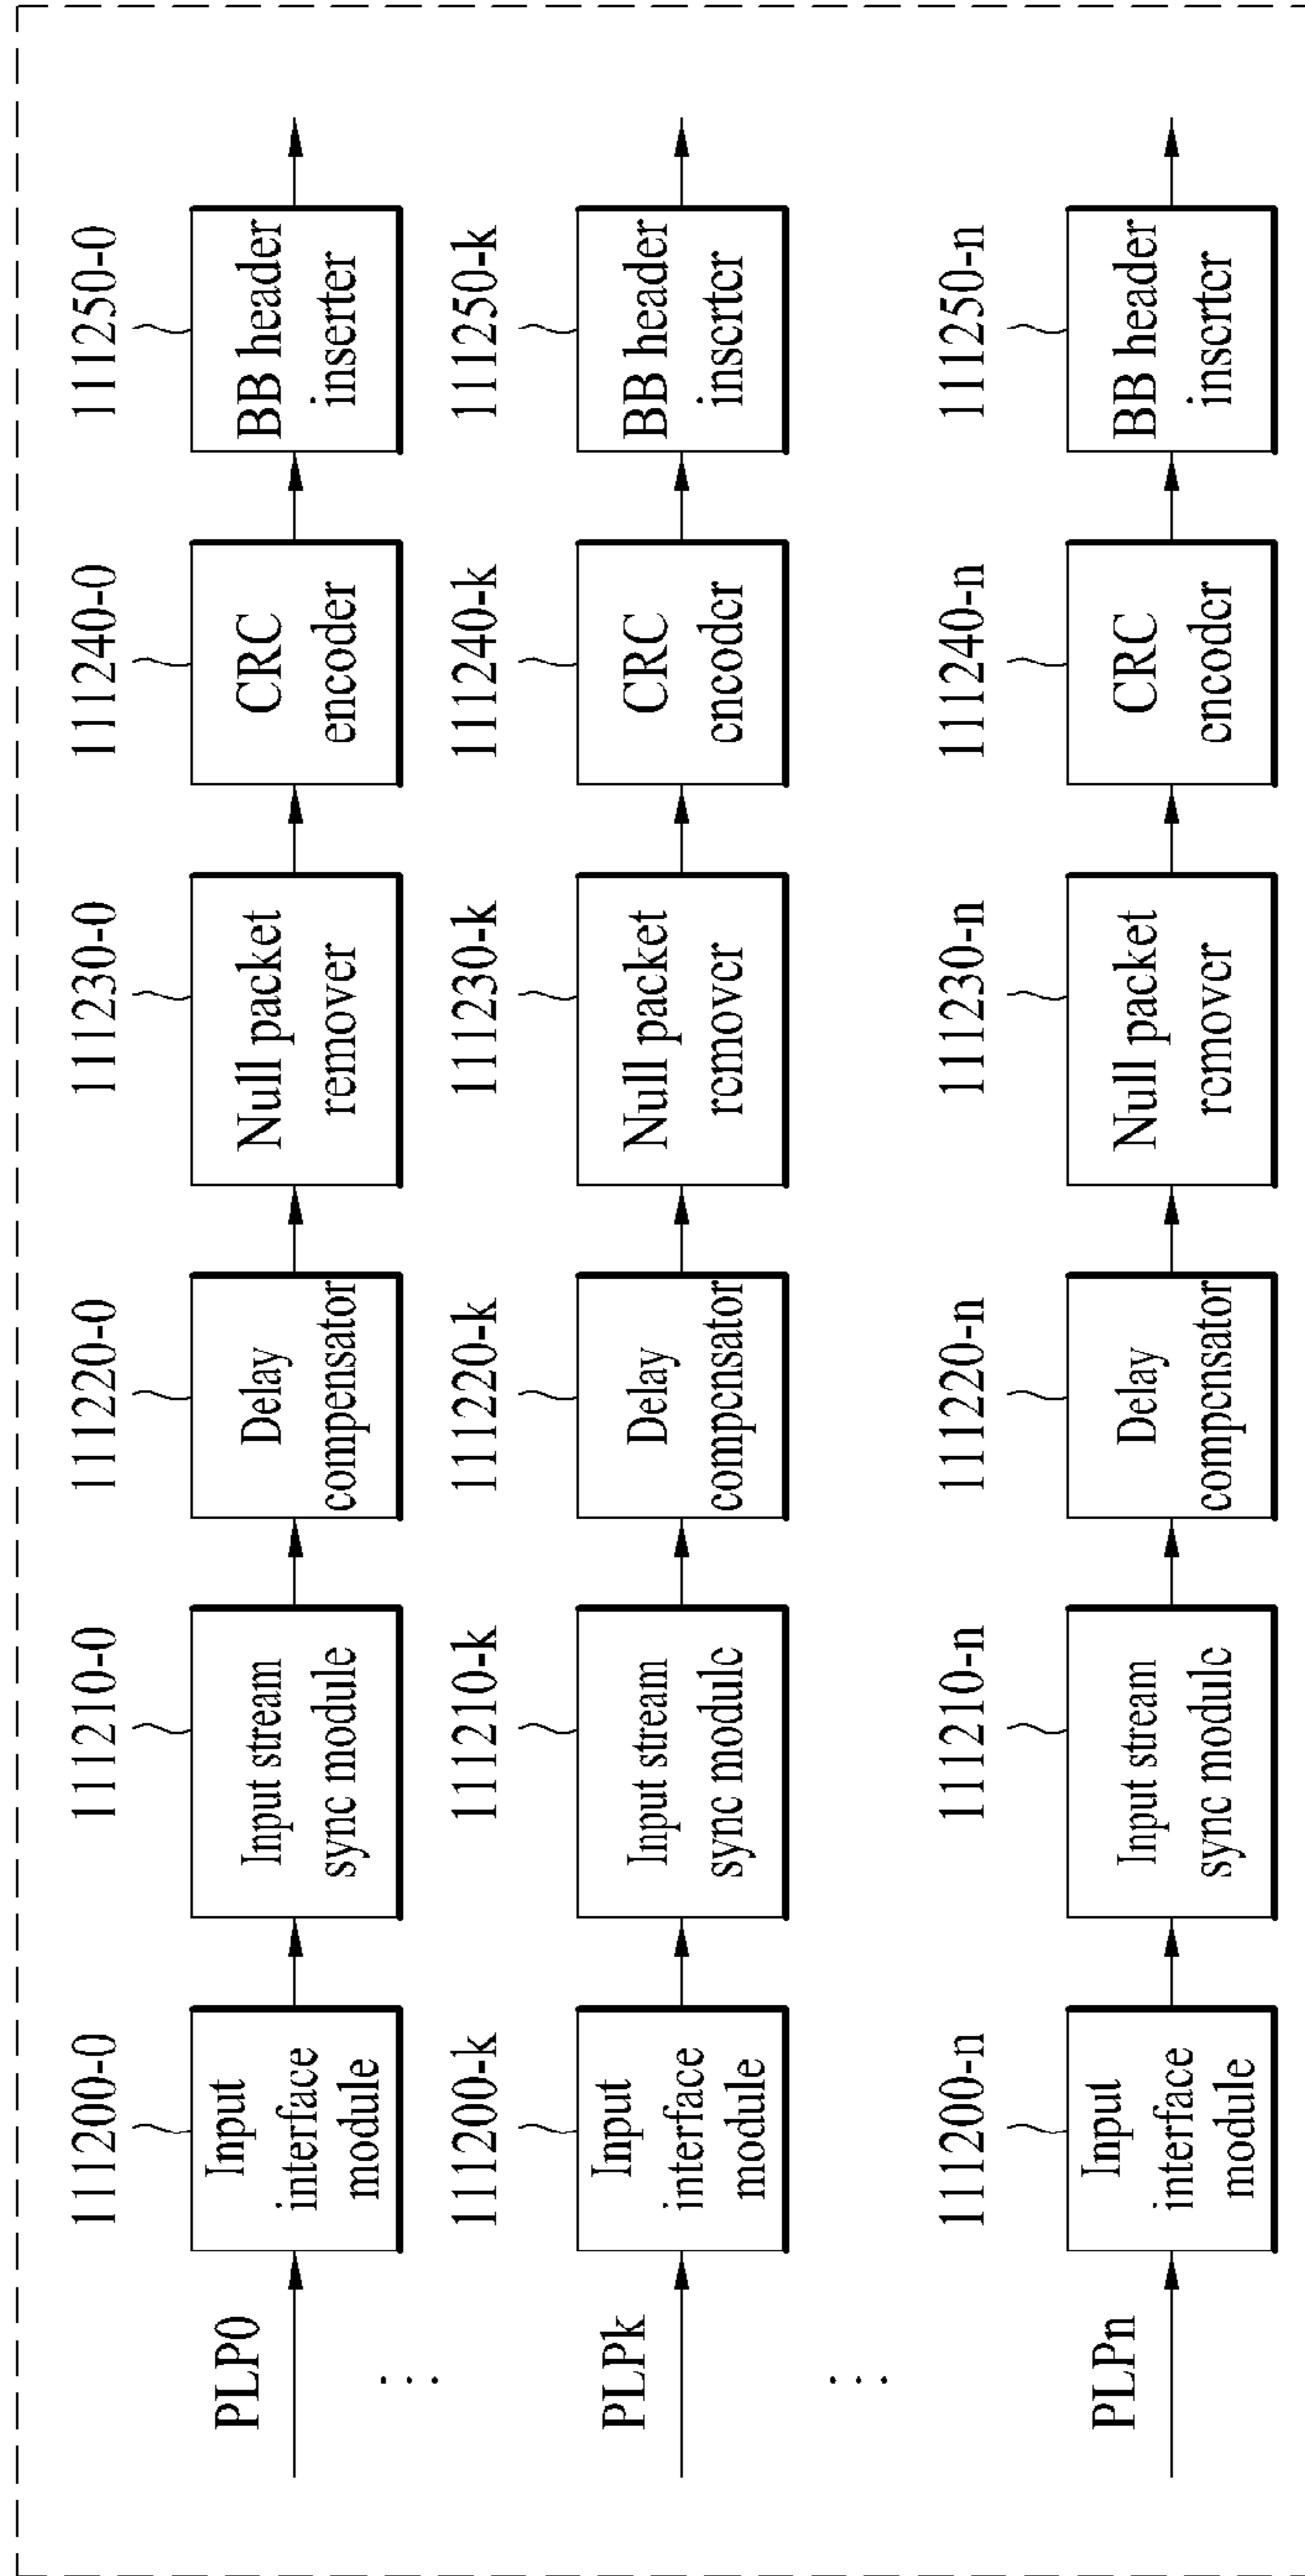 111200-0
111210-0
111220-0
111230-0
111240-0
111250-0
PLP0
Input
interface
module
Input stream
sync module
Delay
compensator
Null packet
remover
CRC
encoder
BB header
inserter
...
111200-k
111210-k
111220-k
111230-k
111240-k
111250-k
PLPk
Input
interface
module
Input stream
sync module
Delay
compensator
Null packet
remover
CRC
encoder
BB header
inserter
...
111200-n
111210-n
111220-n
111230-n
111240-n
111250-n
PLPn
Input
interface
module
Input stream
sync module
Delay
compensator
Null packet
remover
CRC
encoder
BB header
inserter